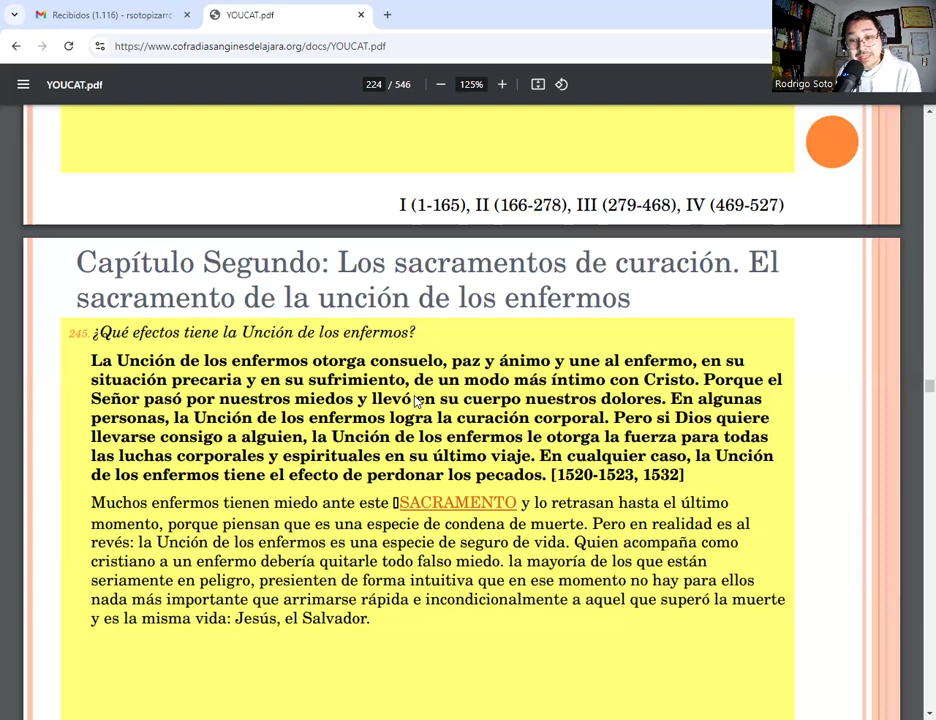 Recibidos (1.116) - rsotopizarro
YOUCAT.pdf
https://www.cofradiasanginesdelajara.org/docs/YOUCAT.pdf
YOUCAT.pdf
224 / 546
125%
Rodrigo Soto
I (1-165), II (166-278), III (279-468), IV (469-527)
Capítulo Segundo: Los sacramentos de curación. El
sacramento de la unción de los enfermos
245. ¿Qué efectos tiene la Unción de los enfermos?
La Unción de los enfermos otorga consuelo, paz y ánimo y une al enfermo, en su
situación precaria y en su sufrimiento, de un modo más íntimo con Cristo. Porque el
Señor pasó por nuestros miedos y llevó en su cuerpo nuestros dolores. En algunas
personas, la Unción de los enfermos logra la curación corporal. Pero si Dios quiere
llevarse consigo a alguien, la Unción de los enfermos le otorga la fuerza para todas
las luchas corporales y espirituales en su último viaje. En cualquier caso, la Unción
de los enfermos tiene el efecto de perdonar los pecados. [1520-1523, 1532]
Muchos enfermos tienen miedo ante este SACRAMENTO y lo retrasan hasta el último
momento, porque piensan que es una especie de condena de muerte. Pero en realidad es al
revés: la Unción de los enfermos es una especie de seguro de vida. Quien acompaña como
cristiano a un enfermo debería quitarle todo falso miedo. la mayoría de los que están
seriamente en peligro, presienten de forma intuitiva que en ese momento no hay para ellos
nada más importante que arrimarse rápida e incondicionalmente a aquel que superó la muerte
y es la misma vida: Jesús, el Salvador.